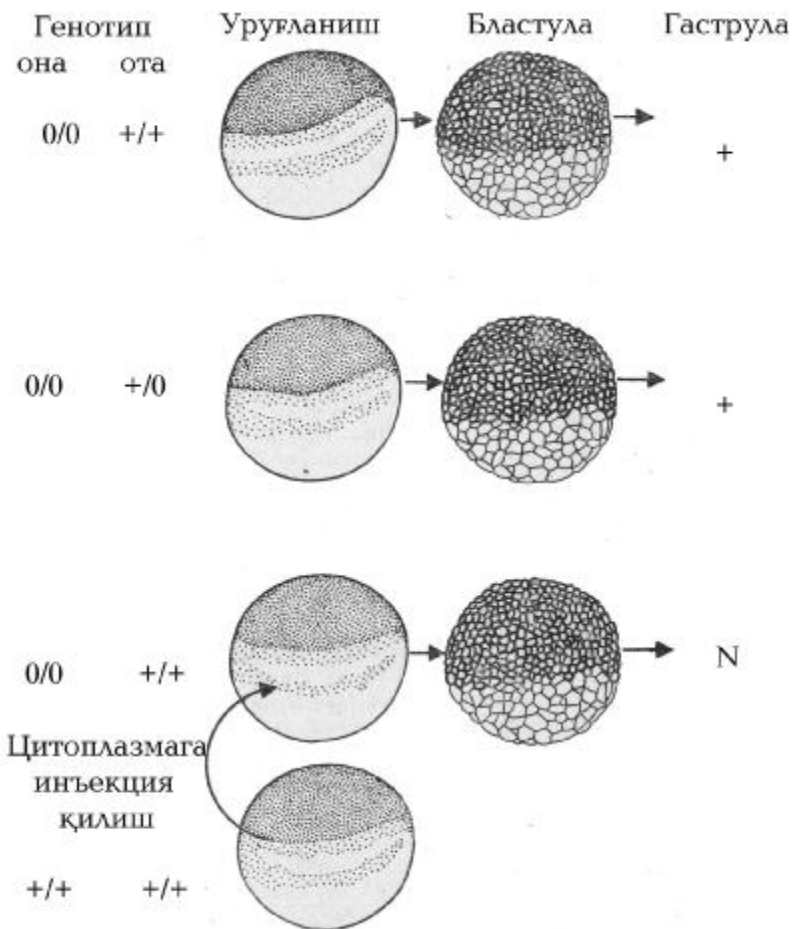 Генотип Уруғланиш Бластула Гаструла
она ота
0/0 +/+
+
0/0 +/0
+
0/0 +/+ N
Цитоплазмага
инъекция
қилиш
+/+ +/+